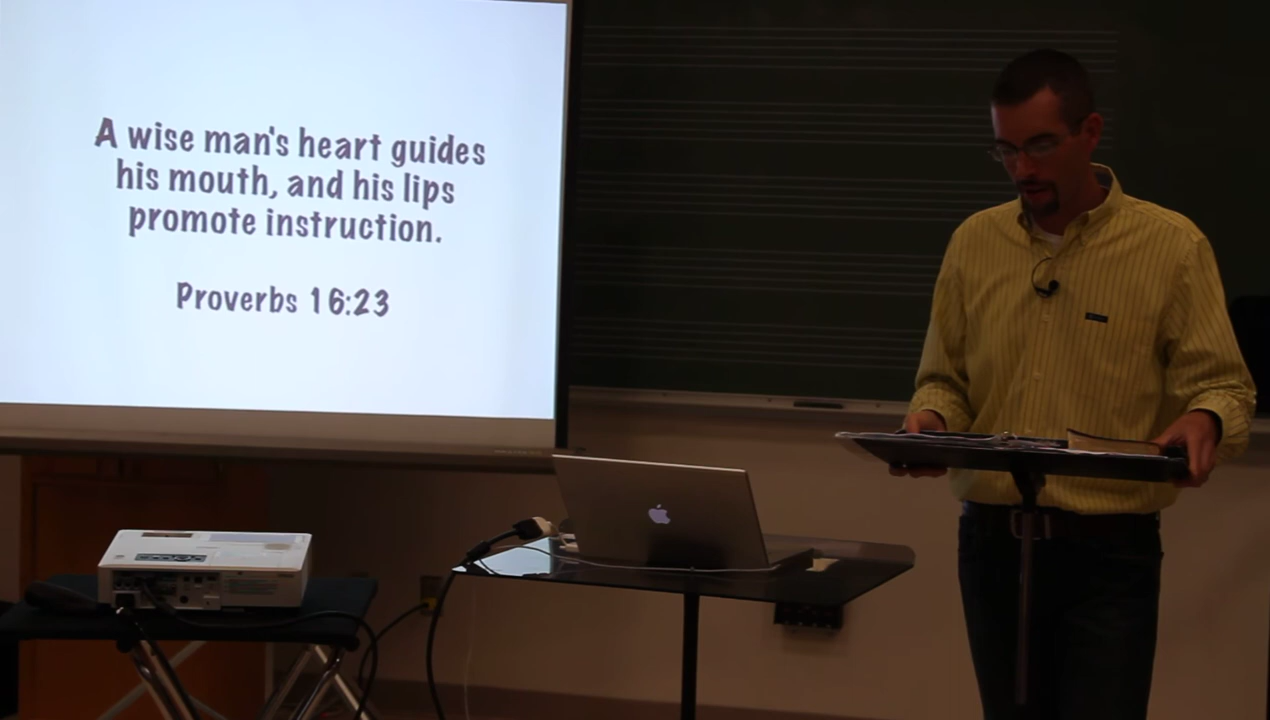 A wise man's heart guides
his mouth, and his lips
promote instruction.
Proverbs 16:23